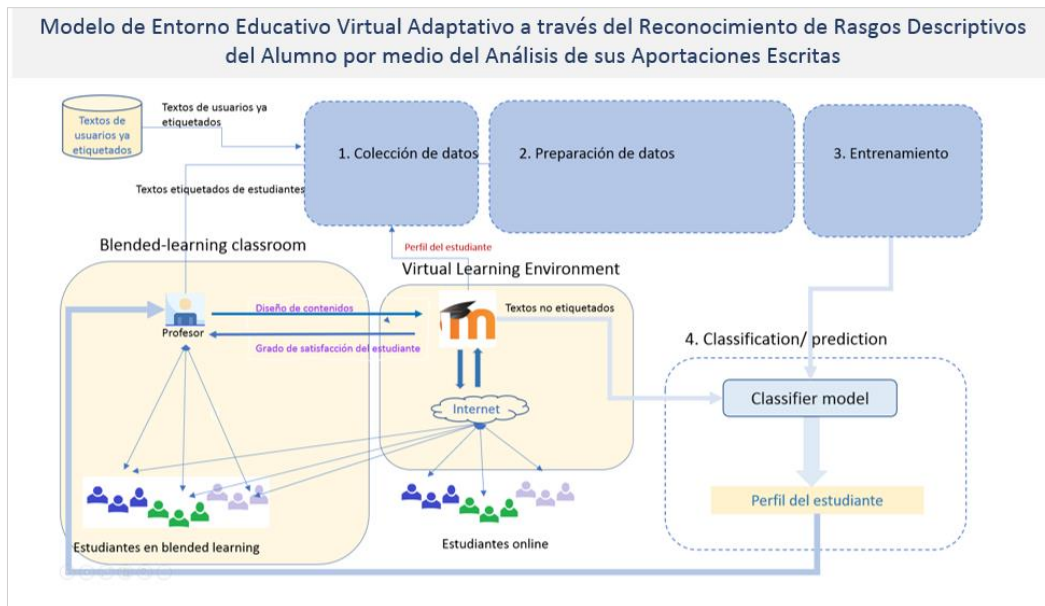 Modelo de Entorno Educativo Virtual Adaptativo a través del Reconocimiento de Rasgos Descriptivos
del Alumno por medio del Análisis de sus Aportaciones Escritas
Textos de
usuarios ya
etiquetados
Textos de usuarios ya
etiquetados
1. Colección de datos
2. Preparación de datos
3. Entrenamiento
Textos etiquetados de estudiantes
Blended-learning classroom
Perfil del estudiante
Virtual Learning Environment
Profesor
Diseño de contenidos
Grado de satisfacción del estudiante
m
Textos no etiquetados
Internet
4. Classification/ prediction
Classifier model
Perfil del estudiante
Estudiantes en blended learning
Estudiantes online